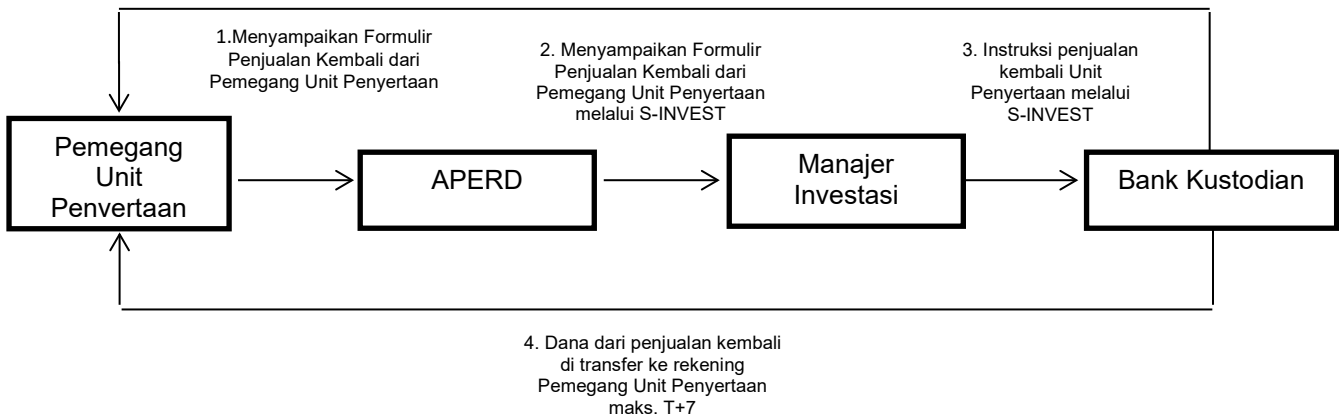 1.Menyampaikan Formulir
Penjualan Kembali dari
Pemegang Unit Penyertaan
2. Menyampaikan Formulir
Penjualan Kembali dari
Pemegang Unit Penyertaan
melalui S-INVEST
3. Instruksi penjualan
kembali Unit
Penyertaan melalui
S-INVEST
Pemegang
Unit
Penvertaan
APERD
Manajer
Investasi
Bank Kustodian
4. Dana dari penjualan kembali
di transfer ke rekening
Pemegang Unit Penyertaan
maks. T+7